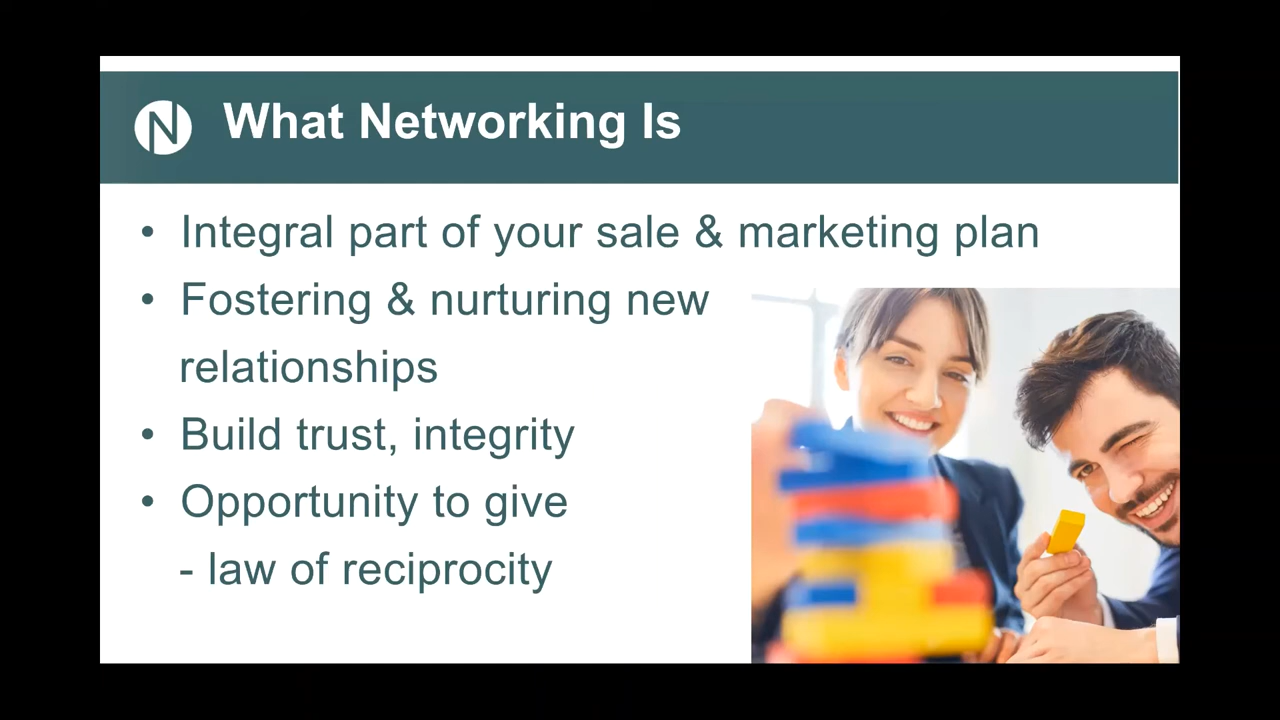 N What Networking Is
• Integral part of your sale & marketing plan
• Fostering & nurturing new
relationships
• Build trust, integrity
• Opportunity to give
- law of reciprocity